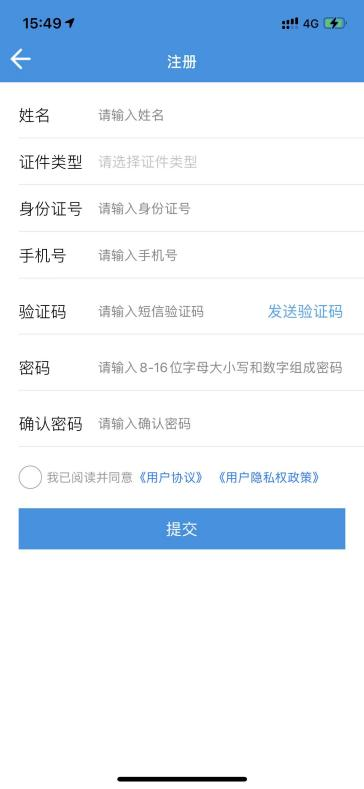 15:49 4G
注册
姓名 请输入姓名
证件类型 请选择证件类型
身份证号 请输入身份证号
手机号 请输入手机号
验证码 请输入短信验证码 发送验证码
密码 请输入8-16位字母大小写和数字组成密码
确认密码 请输入确认密码
我已阅读并同意《用户协议》 《用户隐私权政策》
提交